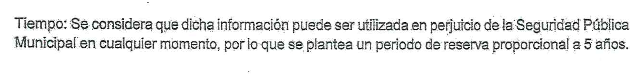 Tiempo: Se considera que dicha información puede ser utilizada en perjuicio de la Seguridad Pública
Municipal en cualquier momento, por lo que se plantea un periodo de reserva proporcional a 5 años.